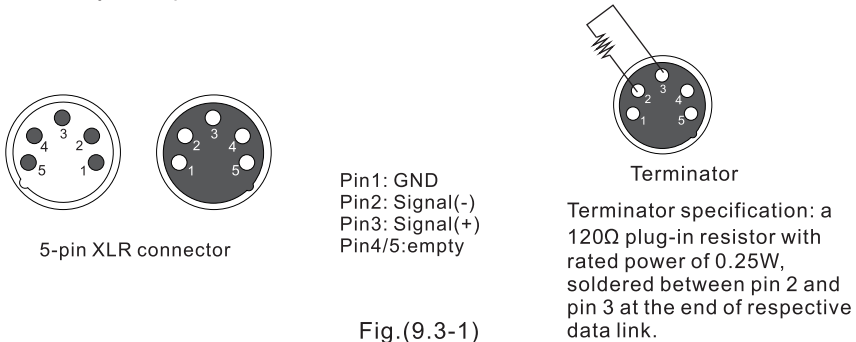 3
4
2
5
1
3
2
4
1
5
5-pin XLR connector
Pin1: GND
Pin2: Signal(-)
Pin3: Signal(+)
Pin4/5:empty
Fig.(9.3-1)
3
2
4
1
5
Terminator
Terminator specification: a
120Ω plug-in resistor with
rated power of 0.25W,
soldered between pin 2 and
pin 3 at the end of respective
data link.